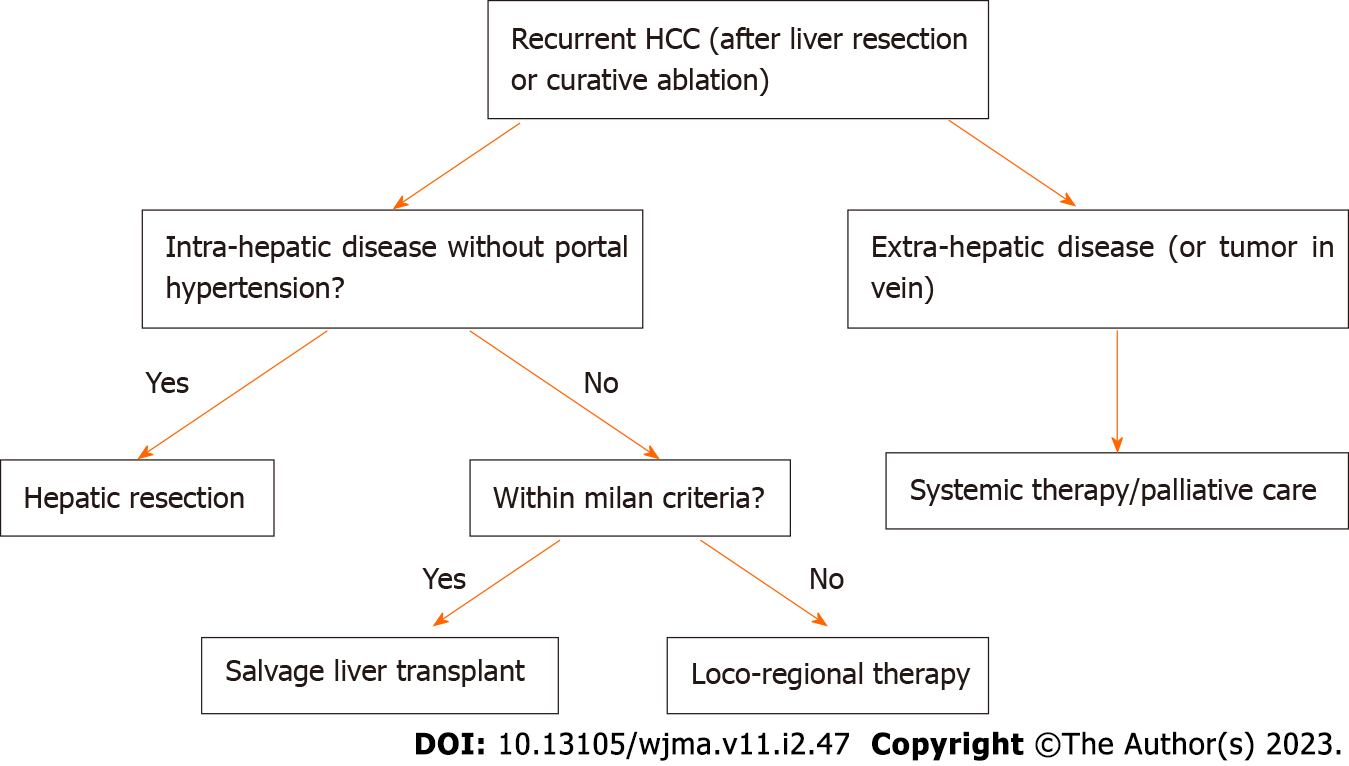 Recurrent HCC (after liver resection
or curative ablation)
Intra-hepatic disease without portal
hypertension?
Extra-hepatic disease (or tumor in
vein)
Yes
No
Hepatic resection
Within milan criteria?
Systemic therapy/palliative care
Yes
No
Salvage liver transplant
Loco-regional therapy
DOI: 10.13105/wjma.v11.i2.47 Copyright ©The Author(s) 2023.